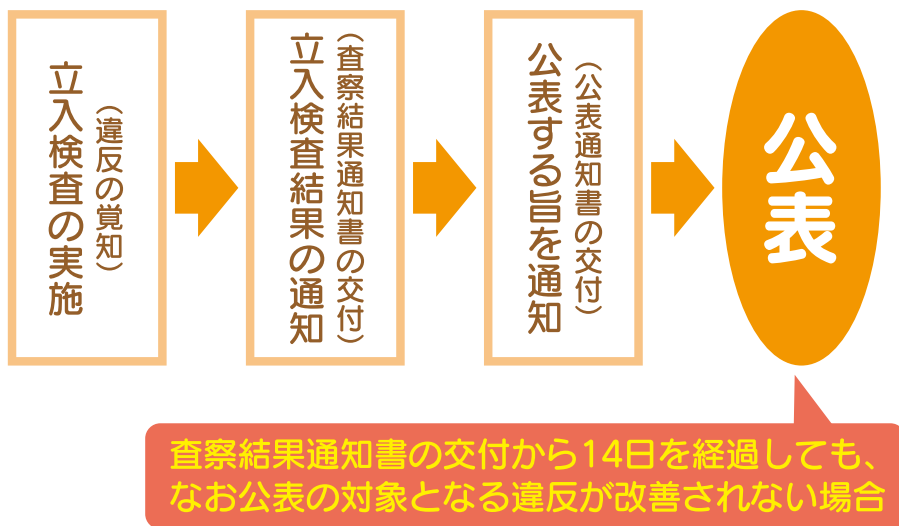 立入検査の実施
（違反の覚知）
立入検査結果の通知
（査察結果通知書の交付）
公表する旨を通知
（公表通知書の交付）
公表
査察結果通知書の交付から14日を経過しても、
なお公表の対象となる違反が改善されない場合